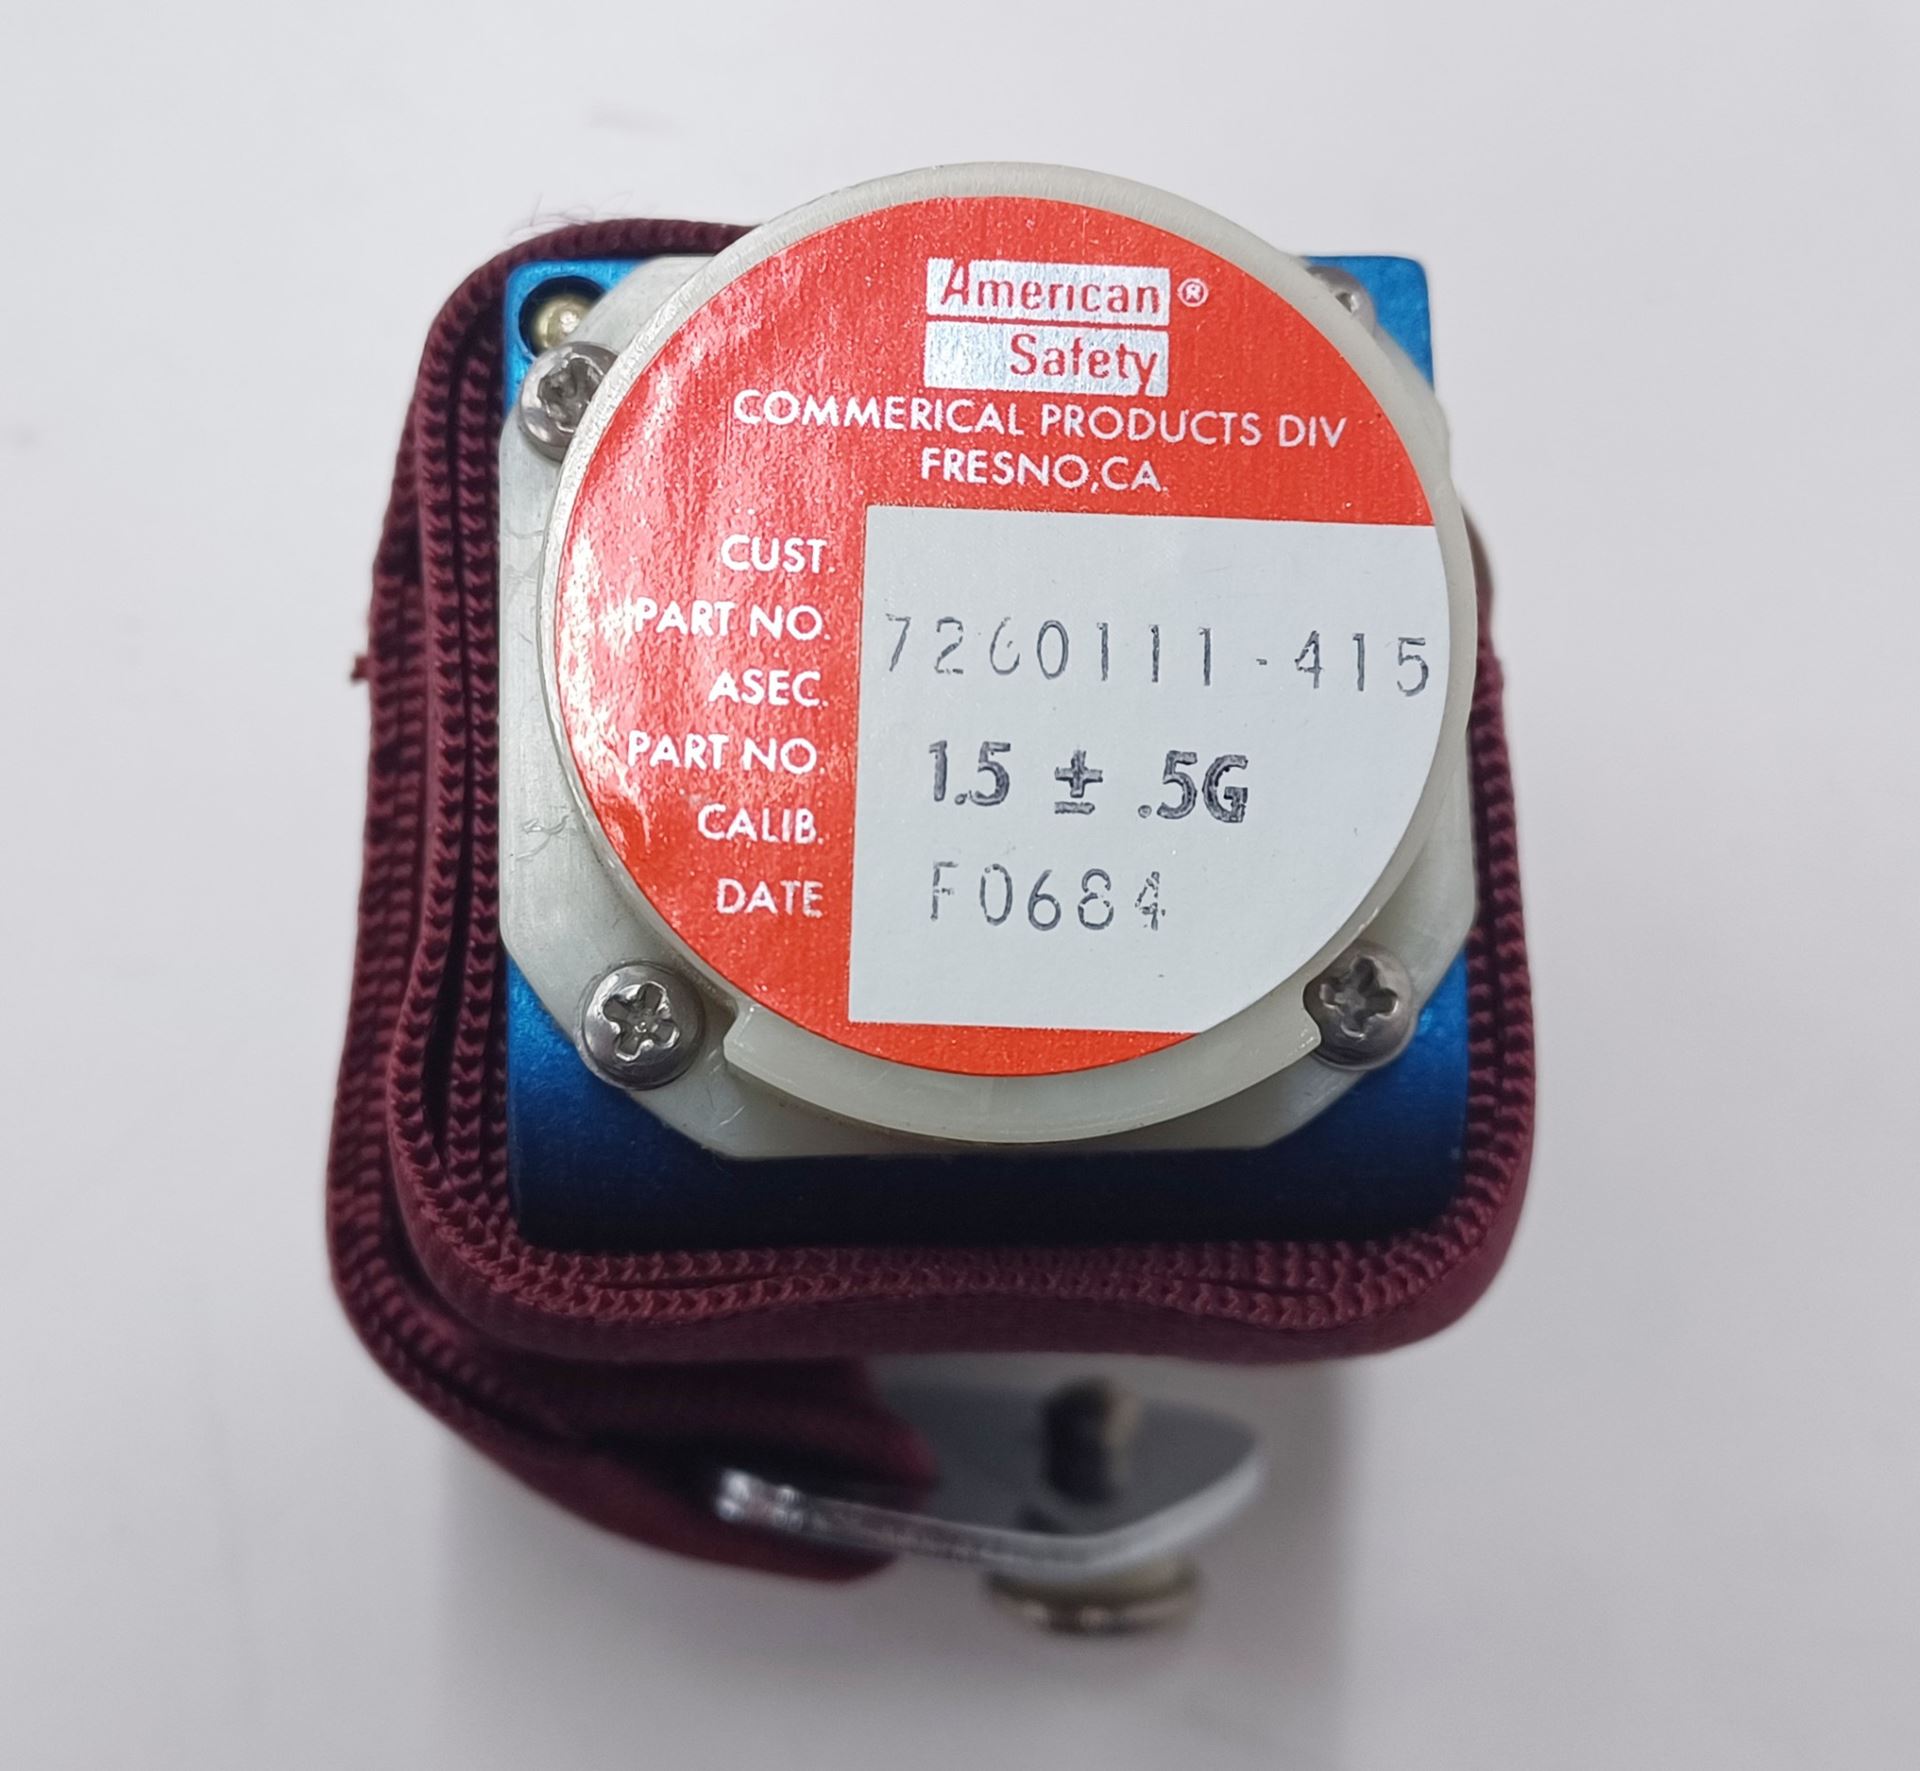 American ®
Safety
COMMERICAL PRODUCTS DIV
FRESNO,CA.
CUST.
PART NO. 7260111-415
ASEC.
PART NO. 1.5 ± .5G
CALIB.
DATE F0684